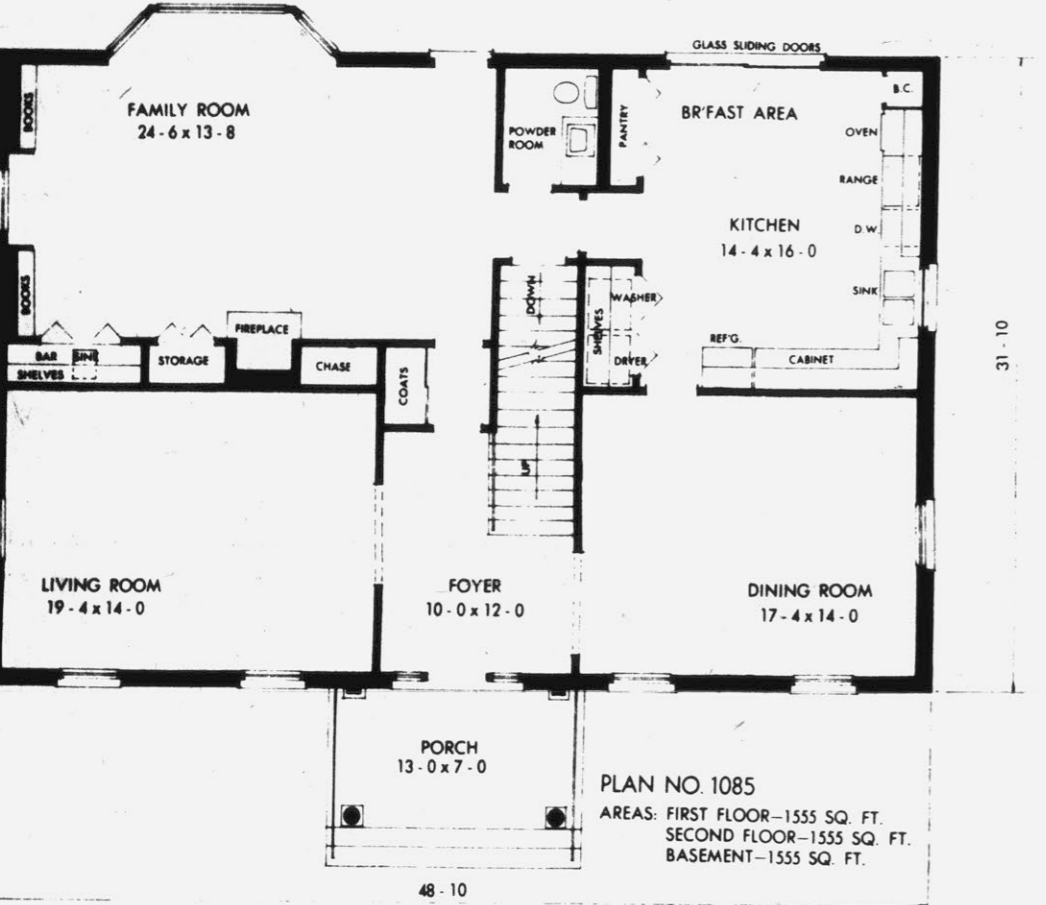 GLASS SLIDING DOORS
BOOKS
FAMILY ROOM
24 - 6 x 13 - 8
POWDER
ROOM
PANTRY
BR'FAST AREA
B.C.
OVEN
RANGE
D.W.
KITCHEN
14 - 4 x 16 - 0
SINK
BOOKS
DOWN
WASHER
SHELVES
DRYER
REF'G.
CABINET
31 - 10
FIREPLACE
BAR
SINK
SHELVES
STORAGE
CHASE
COATS
UP
LIVING ROOM
19 - 4 x 14 - 0
FOYER
10 - 0 x 12 - 0
DINING ROOM
17 - 4 x 14 - 0
PORCH
13 - 0 x 7 - 0
PLAN NO. 1085
AREAS: FIRST FLOOR—1555 SQ. FT.
SECOND FLOOR—1555 SQ. FT.
BASEMENT—1555 SQ. FT.
48 - 10